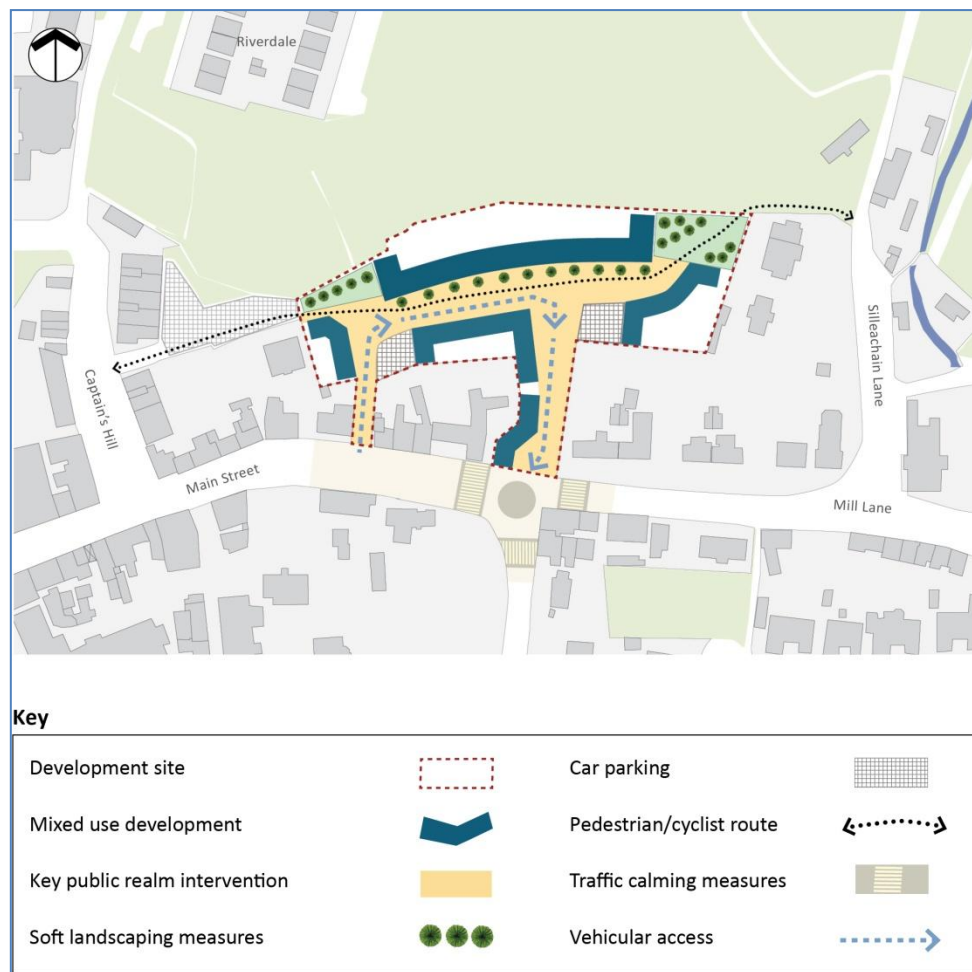 Riverdale
Captain's Hill
Silleachain Lane
Main Street
Mill Lane
Key
Development site
Car parking
Mixed use development
Pedestrian/cyclist route
Key public realm intervention
Traffic calming measures
Soft landscaping measures
Vehicular access